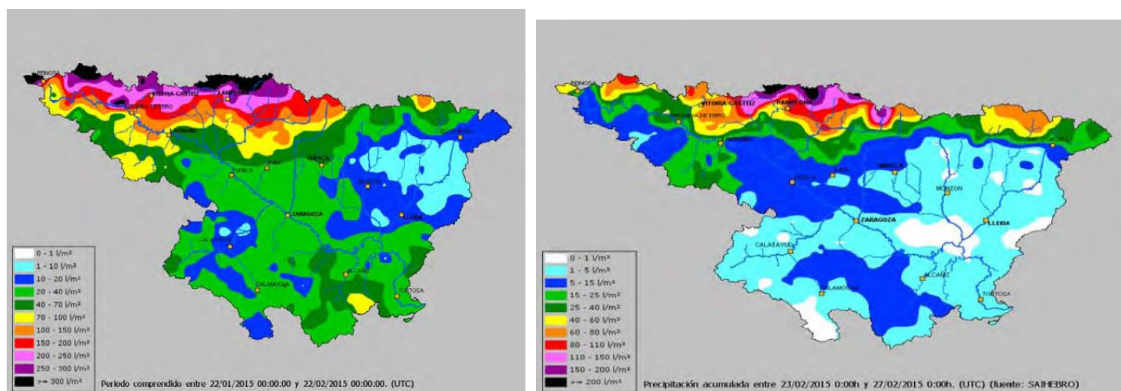 REINOSA
VITORIA-GASTEIZ
ZARAGOZA
LLEIDA
TORTOSA
0 - 1 l/m²
1 - 10 l/m²
10 - 20 l/m²
20 - 40 l/m²
40 - 70 l/m²
70 - 100 l/m²
100 - 150 l/m²
150 - 200 l/m²
200 - 250 l/m²
250 - 300 l/m²
>= 300 l/m²
Periodo comprendido entre 22/01/2015 00:00:00 y 22/02/2015 00:00:00. (UTC)
REINOSA
VITORIA-GASTEIZ
PAMPLONA
MIRANDA DE EBRO
HUESCA
MONZON
ZARAGOZA
LLEIDA
CALATAYUD
ALCAÑIZ
CALAMOCHA
TORTOSA
0 - 1 l/m²
1 - 5 l/m²
5 - 15 l/m²
15 - 25 l/m²
25 - 40 l/m²
40 - 60 l/m²
60 - 80 l/m²
80 - 110 l/m²
110 - 150 l/m²
150 - 200 l/m²
>= 200 l/m²
Precipitación acumulada entre 23/02/2015 0:00h y 27/02/2015 0:00h. (UTC) (fuente: SAIHEBRO)